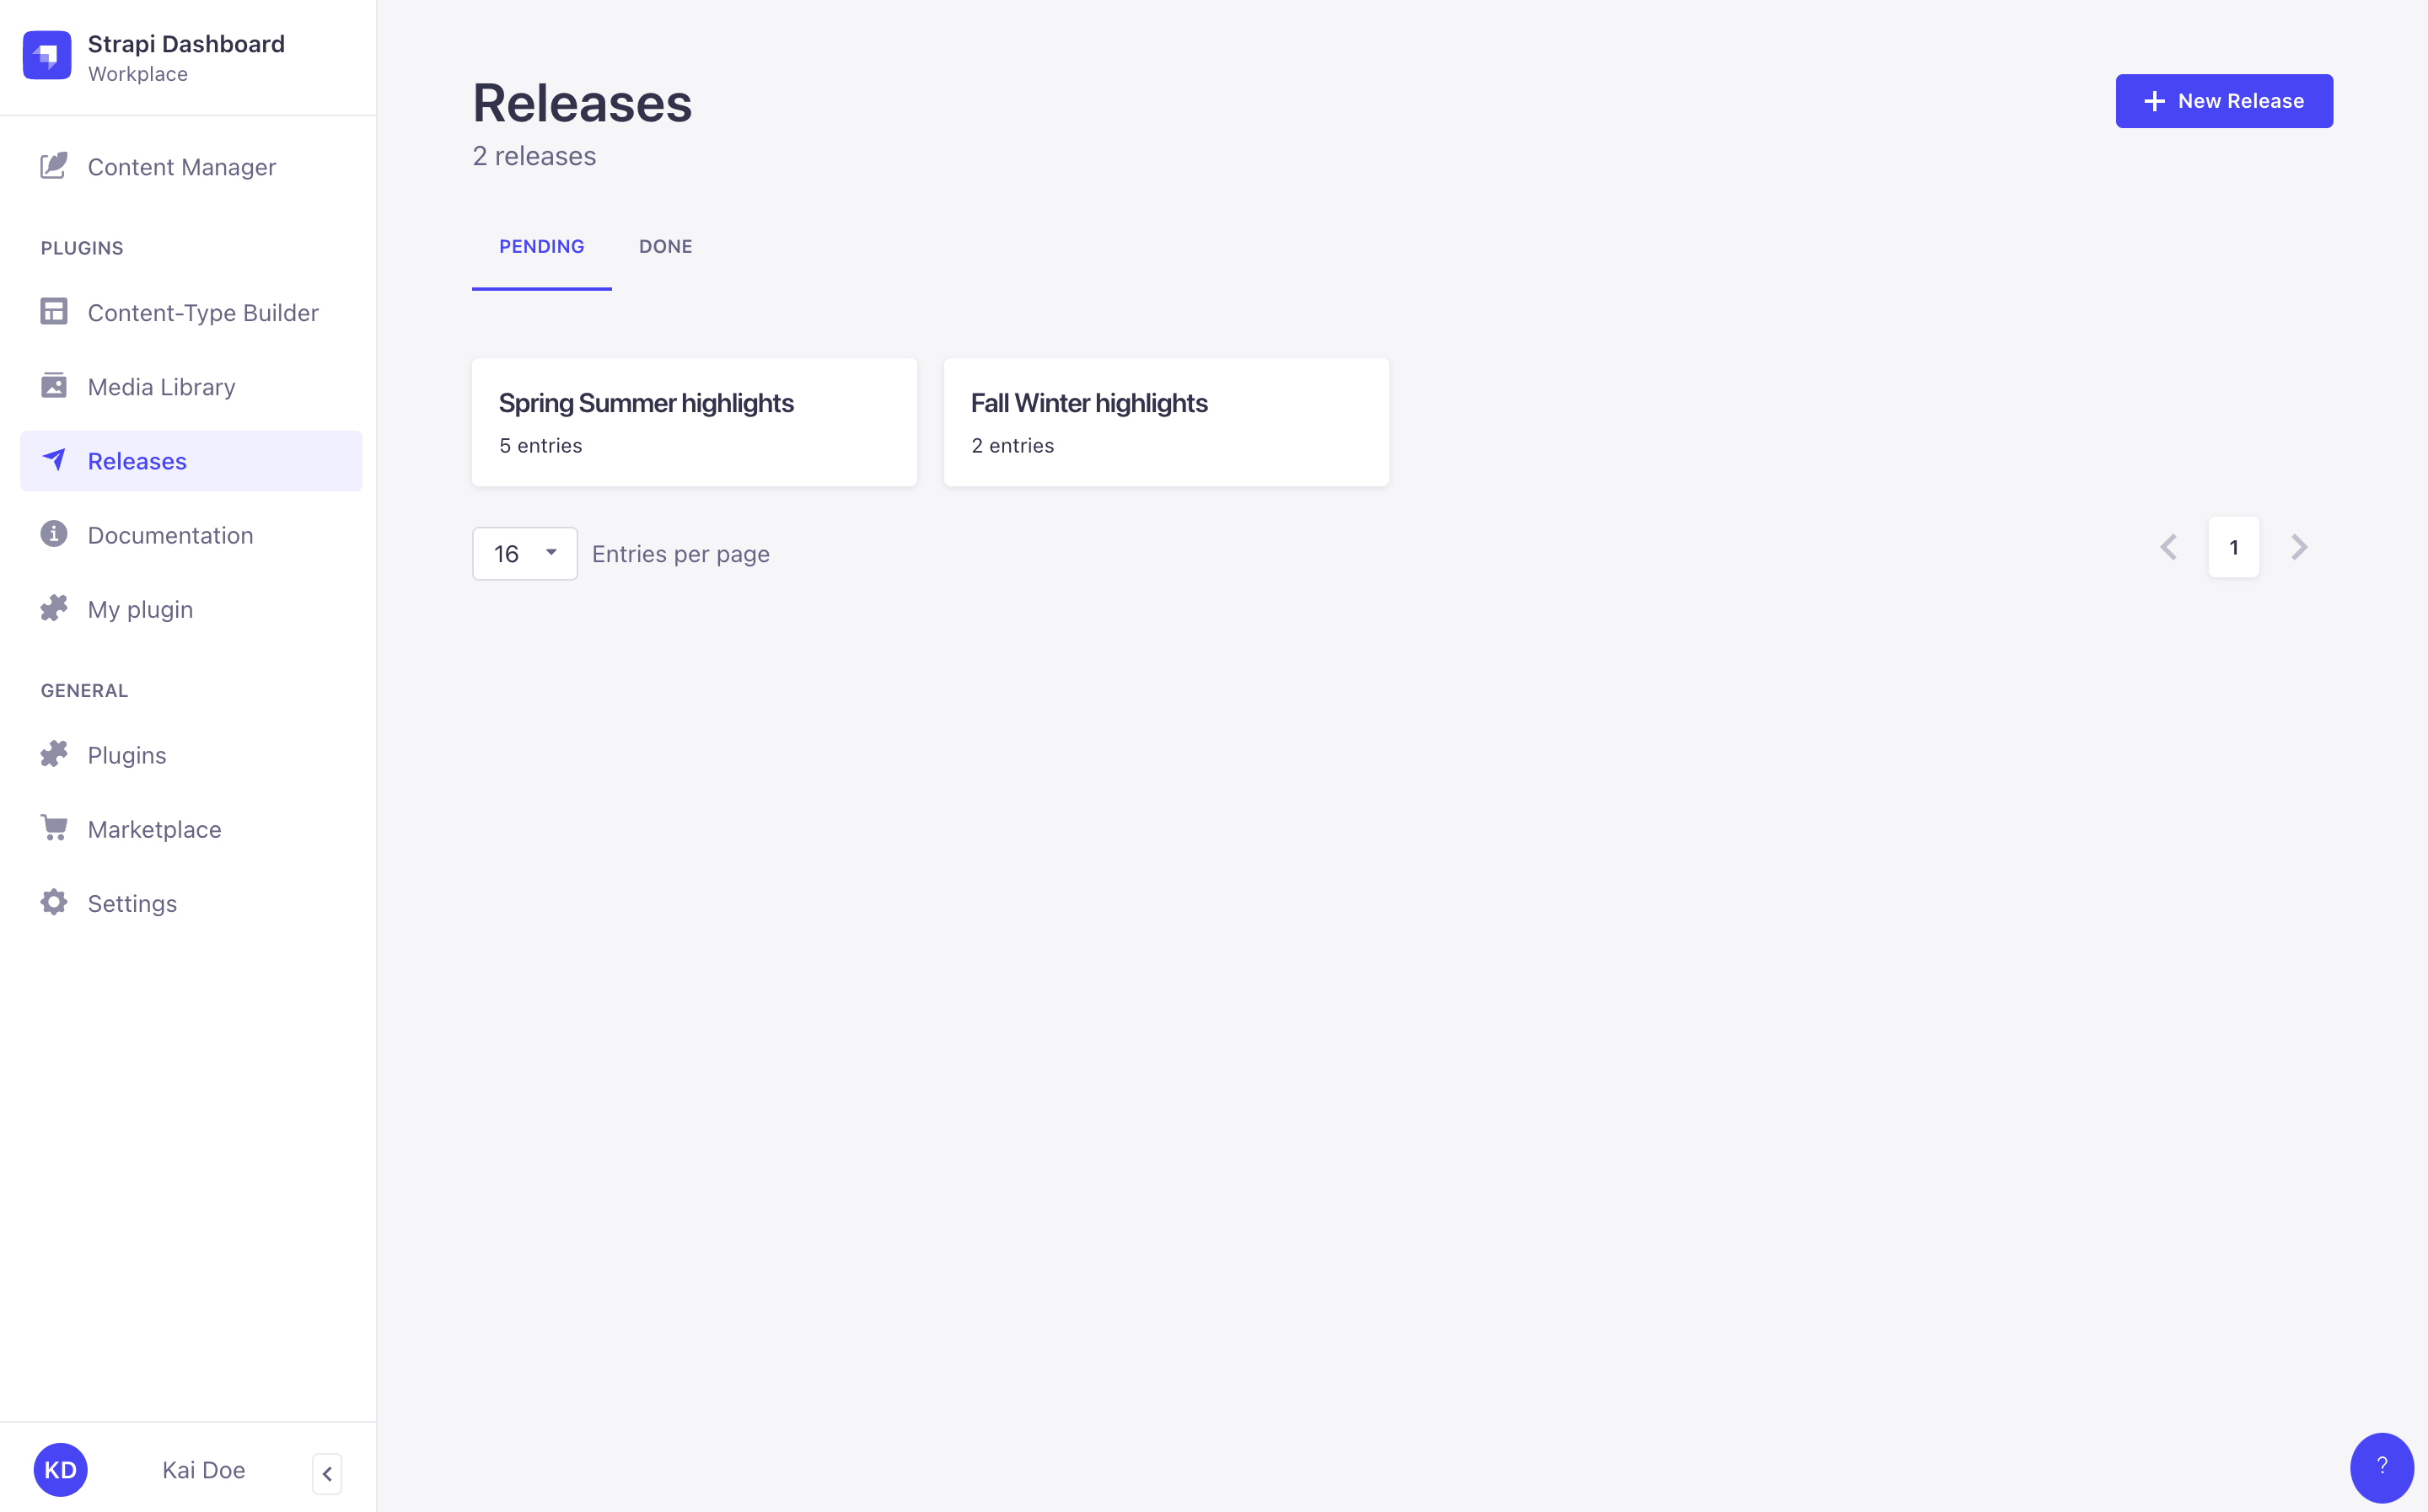 Strapi Dashboard
Workplace
Content Manager
PLUGINS
Content-Type Builder
Media Library
Releases
Documentation
My plugin
GENERAL
Plugins
Marketplace
Settings
KD
Kai Doe
Releases
2 releases
New Release
PENDING
DONE
Spring Summer highlights
5 entries
Fall Winter highlights
2 entries
16
Entries per page
1
?